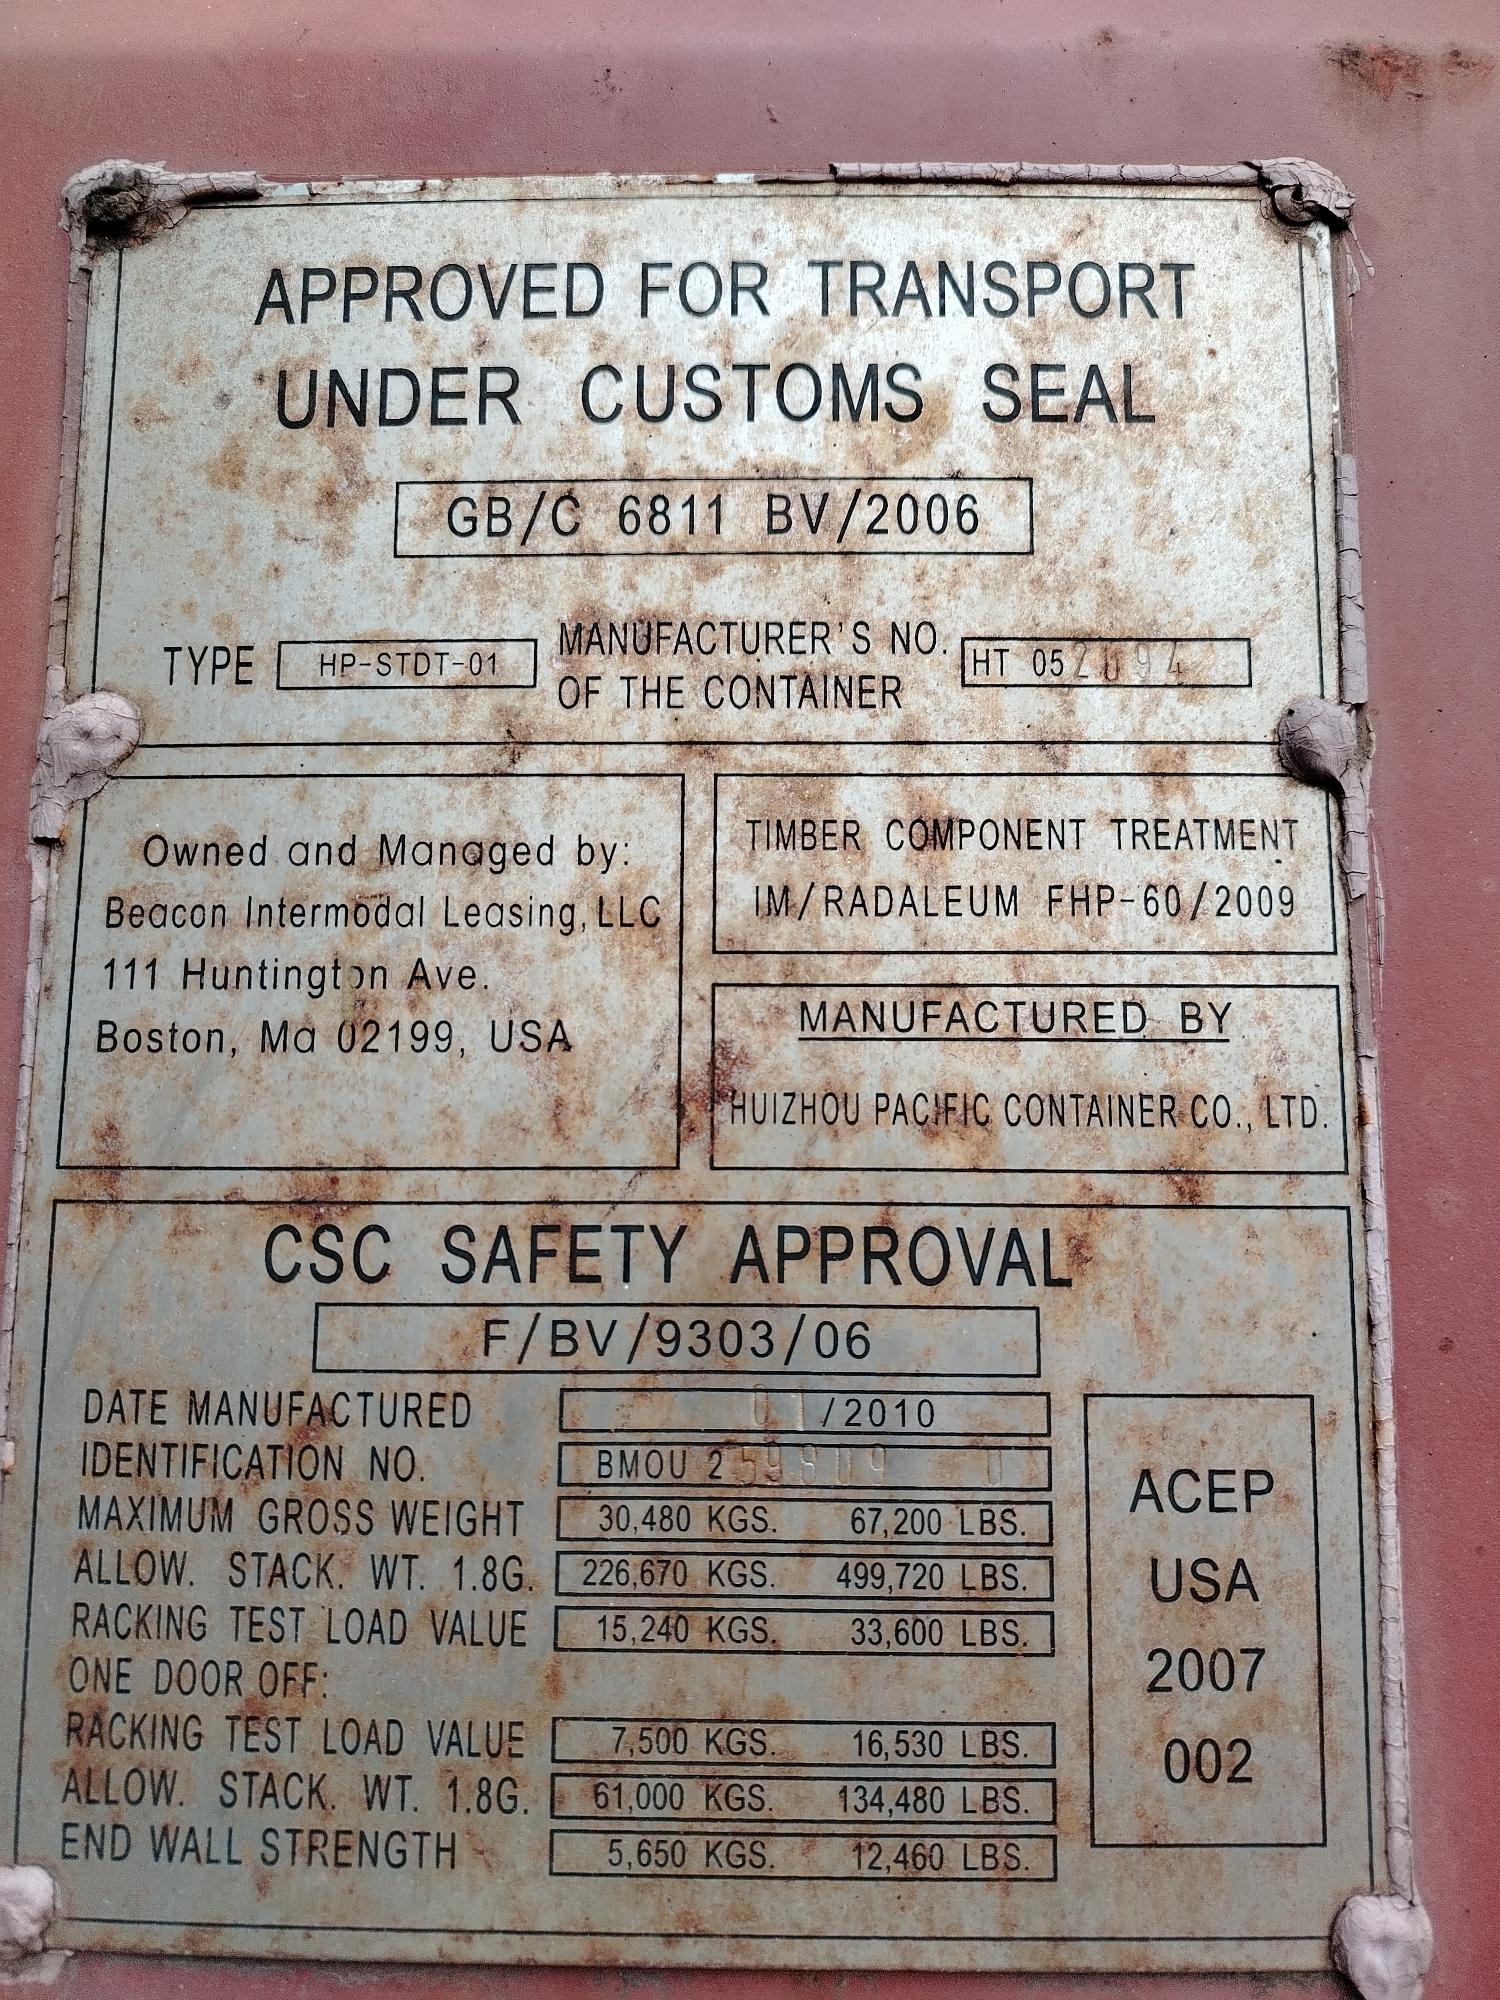 APPROVED FOR TRANSPORT
UNDER CUSTOMS SEAL
GB/C 6811 BV/2006
TYPE HP-STDT-01 MANUFACTURER'S NO. OF THE CONTAINER HT 052094
Owned and Managed by:
Beacon Intermodal Leasing, LLC
111 Huntington Ave.
Boston, Ma 02199, USA
TIMBER COMPONENT TREATMENT
IM/RADALEUM FHP-60/2009
MANUFACTURED BY
HUIZHOU PACIFIC CONTAINER CO., LTD.
CSC SAFETY APPROVAL
F/BV/9303/06
DATE MANUFACTURED 01/2010
IDENTIFICATION NO. BMOU 259809 0
MAXIMUM GROSS WEIGHT 30,480 KGS. 67,200 LBS.
ALLOW. STACK. WT. 1.8G. 226,670 KGS. 499,720 LBS.
RACKING TEST LOAD VALUE 15,240 KGS. 33,600 LBS.
ONE DOOR OFF:
RACKING TEST LOAD VALUE 7,500 KGS. 16,530 LBS.
ALLOW. STACK. WT. 1.8G. 61,000 KGS. 134,480 LBS.
END WALL STRENGTH 5,650 KGS. 12,460 LBS.
ACEP
USA
2007
002